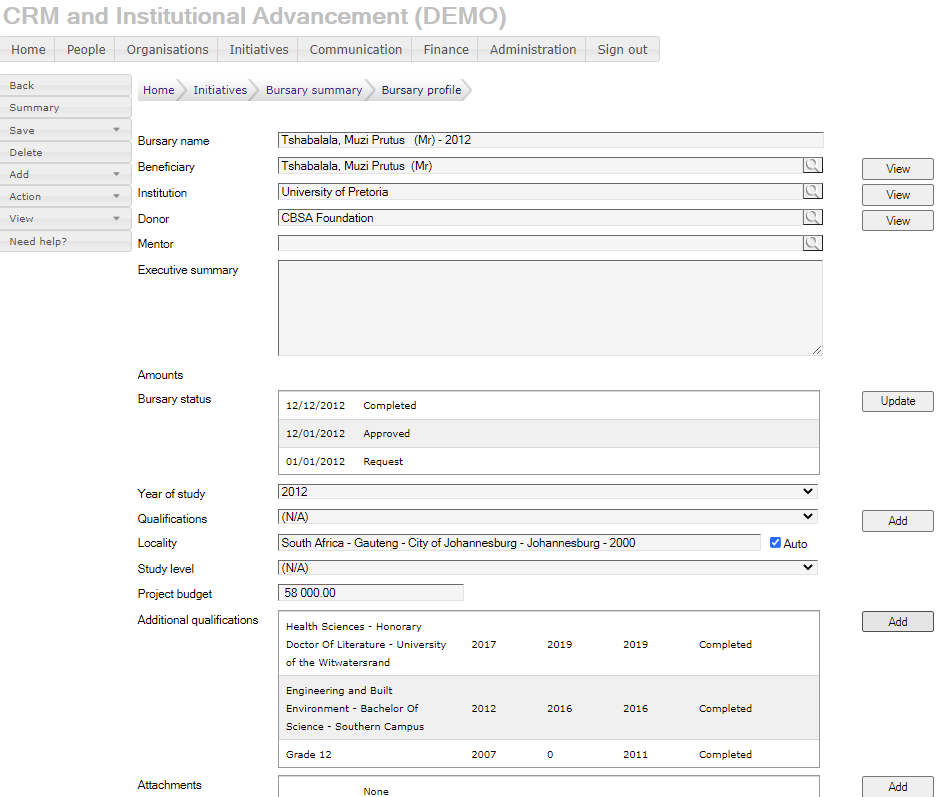 CRM and Institutional Advancement (DEMO)
Home People Organisations Initiatives Communication Finance Administration Sign out
Back
Summary
Save
Delete
Add
Action
View
Need help?
Home Initiatives Bursary summary Bursary profile
Bursary name Tshabalala, Muzi Prutus (Mr) - 2012
Beneficiary Tshabalala, Muzi Prutus (Mr) View
Institution University of Pretoria View
Donor CBSA Foundation View
Mentor
Executive summary
Amounts
Bursary status Update
12/12/2012 Completed
12/01/2012 Approved
01/01/2012 Request
Year of study 2012
Qualifications (N/A) Add
Locality South Africa - Gauteng - City of Johannesburg - Johannesburg - 2000 Auto
Study level (N/A)
Project budget 58 000.00
Additional qualifications Add
Health Sciences - Honorary
Doctor Of Literature - University 2017 2019 2019 Completed
of the Witwatersrand
Engineering and Built
Environment - Bachelor Of 2012 2016 2016 Completed
Science - Southern Campus
Grade 12 2007 0 2011 Completed
Attachments None Add